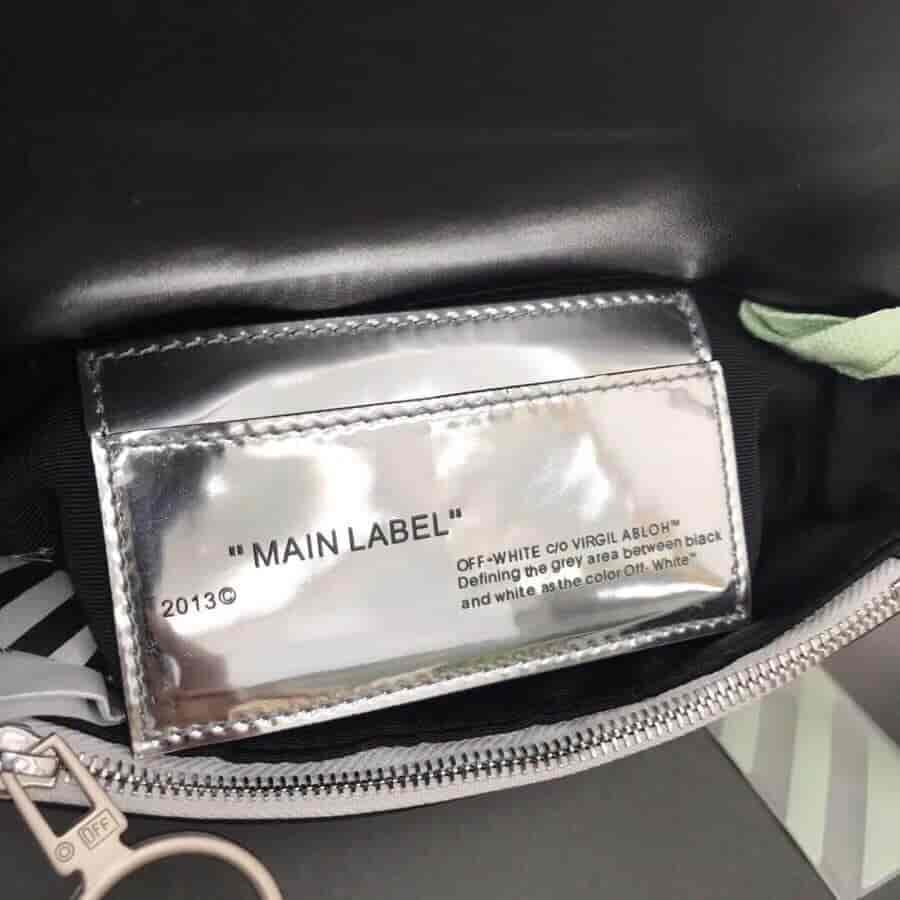 "MAIN LABEL"
2013©
OFF-WHITE c/o VIRGIL ABLOH™
Defining the grey area between black
and white as the color Off- White™
OFF